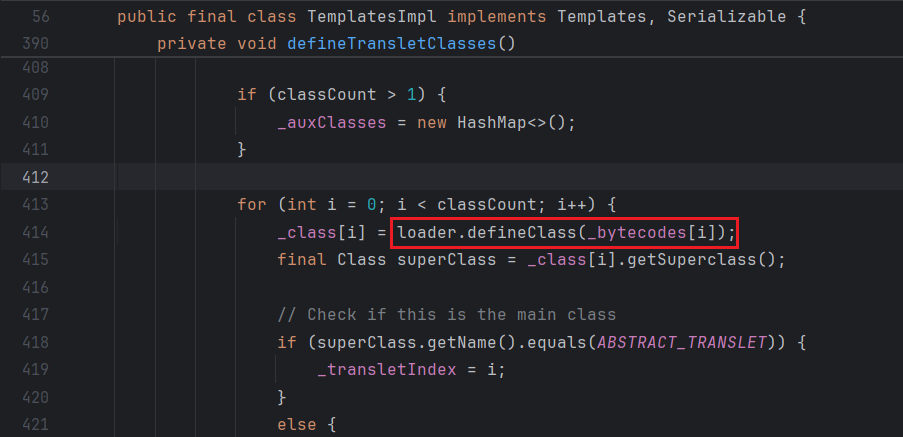 56 public final class TemplatesImpl implements Templates, Serializable {
390 private void defineTransletClasses()
408
409 if (classCount > 1) {
410 _auxClasses = new HashMap<>();
411 }
412
413 for (int i = 0; i < classCount; i++) {
414 _class[i] = loader.defineClass(_bytecodes[i]);
415 final Class superClass = _class[i].getSuperclass();
416
417 // Check if this is the main class
418 if (superClass.getName().equals(ABSTRACT_TRANSLET)) {
419 _transletIndex = i;
420 }
421 else {